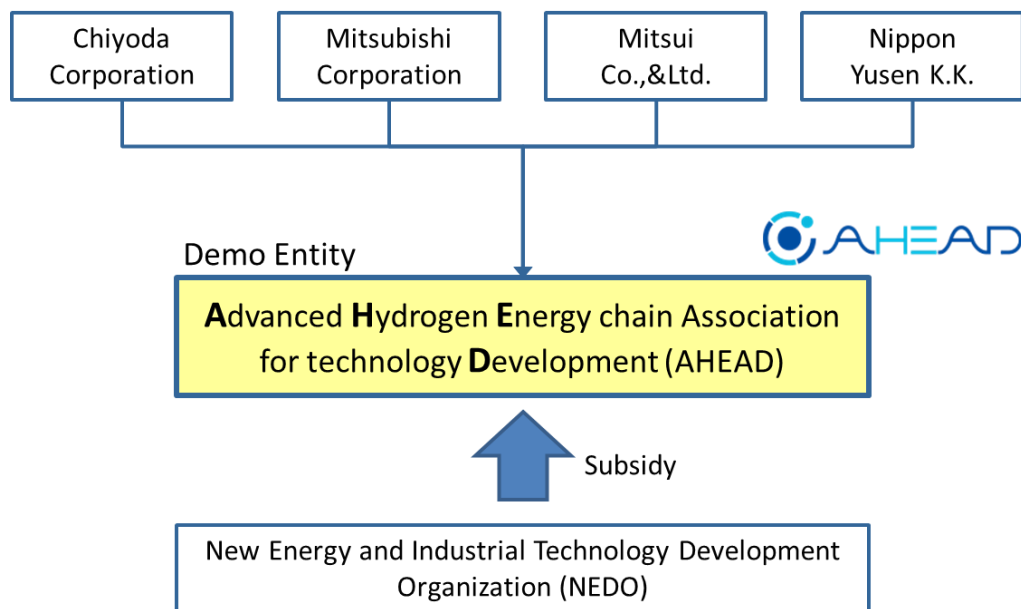 Chiyoda
Corporation
Mitsubishi
Corporation
Mitsui
Co.,&Ltd.
Nippon
Yusen K.K.
AHEAD
Demo Entity
Advanced Hydrogen Energy chain Association
for technology Development (AHEAD)
Subsidy
New Energy and Industrial Technology Development
Organization (NEDO)